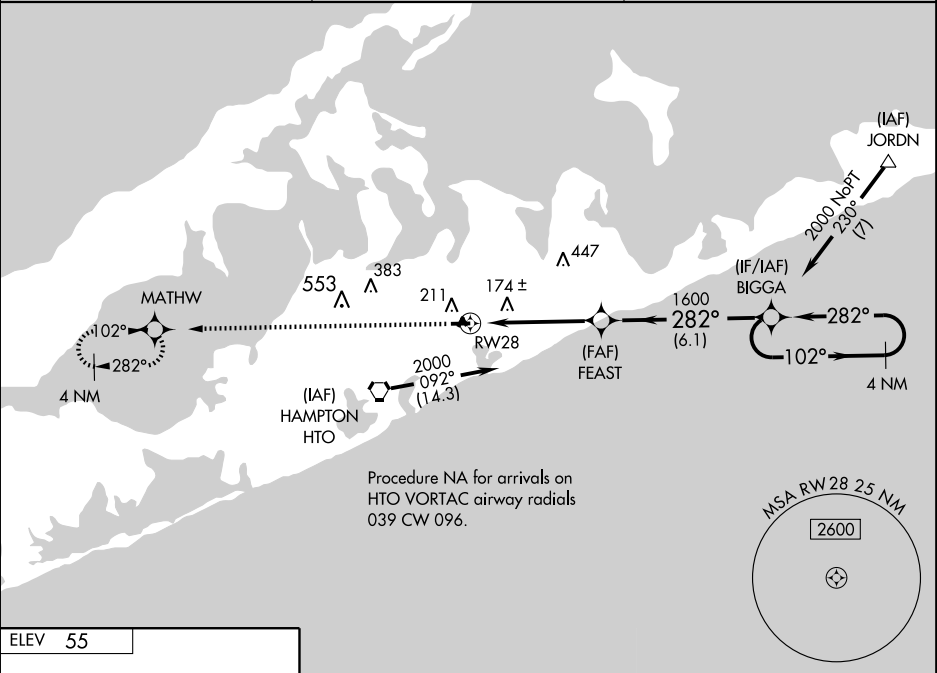 (IAF)
JORDN
2000 NoPT
230°
(7)
447
(IF/IAF)
BIGGA
553
383
MATHW
211
174 ±
1600
282°
(6.1)
282°
102°
RW28
102°
282°
4 NM
(FAF)
FEAST
4 NM
2000
092°
(14.3)
(IAF)
HAMPTON
HTO
Procedure NA for arrivals on
HTO VORTAC airway radials
039 CW 096.
MSA RW 28 25 NM
2600
ELEV 55